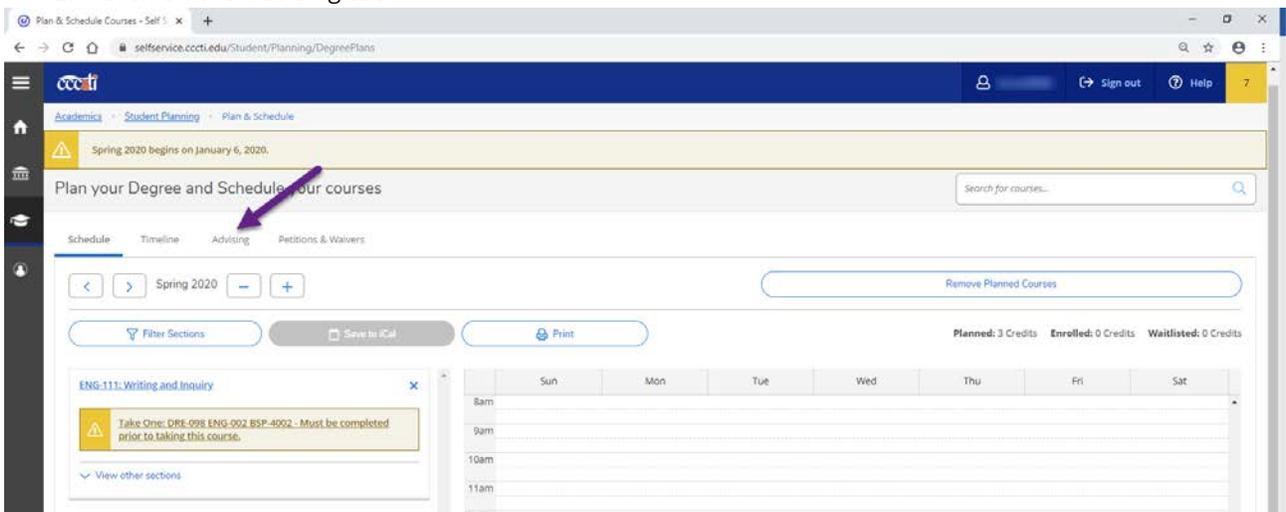 Plan & Schedule Courses - Self S
selfservice.cccti.edu/Student/Planning/DegreePlans
cccti
Sign out
Help
7
Academics
Student Planning
Plan & Schedule
Spring 2020 begins on January 6, 2020.
Plan your Degree and Schedule your courses
Search for courses...
Schedule
Timeline
Advising
Petitions & Waivers
Spring 2020
Remove Planned Courses
Filter Sections
Save to iCal
Print
Planned: 3 Credits Enrolled: 0 Credits Waitlisted: 0 Credits
ENG-111: Writing and Inquiry
Take One: DRE-098 ENG-002 BSP-4002 - Must be completed
prior to taking this course.
View other sections
Sun Mon Tue Wed Thu Fri Sat
8am
9am
10am
11am